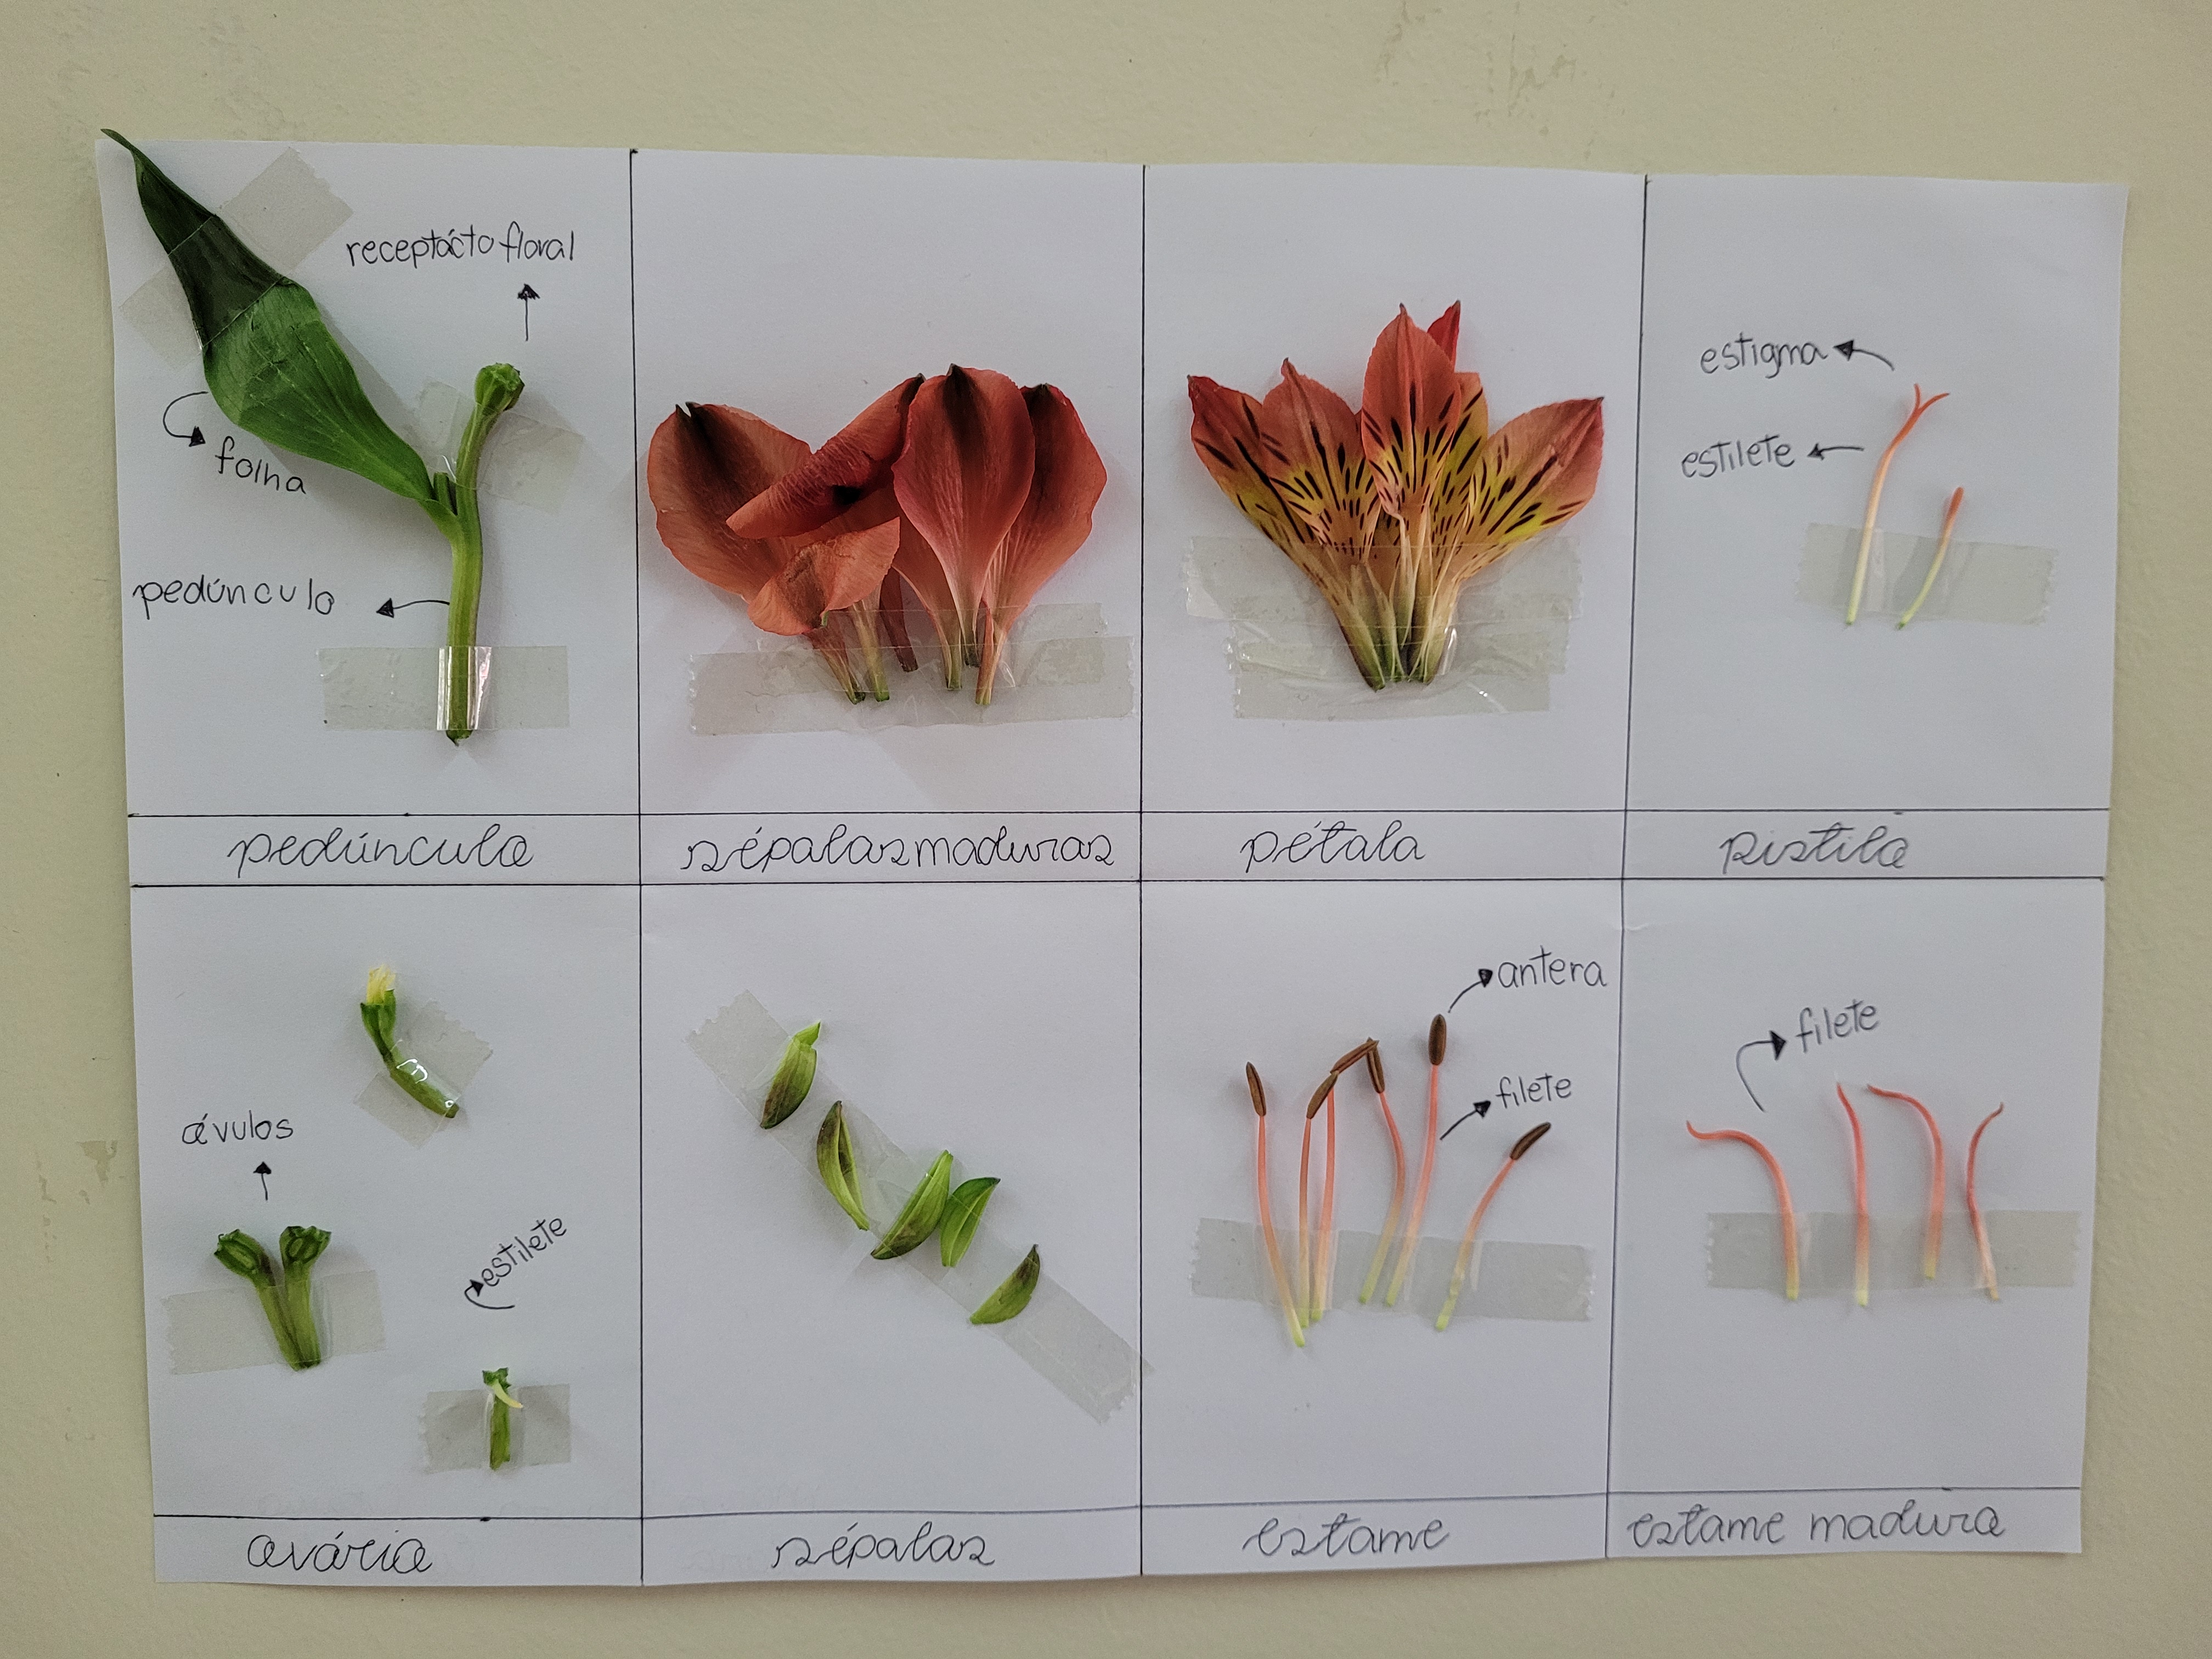 receptácto floral
folha
pedúnculo
estigma
estilete
pedúnculo
sépalas maduras
pétala
pistilo
antera
filete
filete
óvulos
estilete
ovário
sépalas
estame
estame maduro